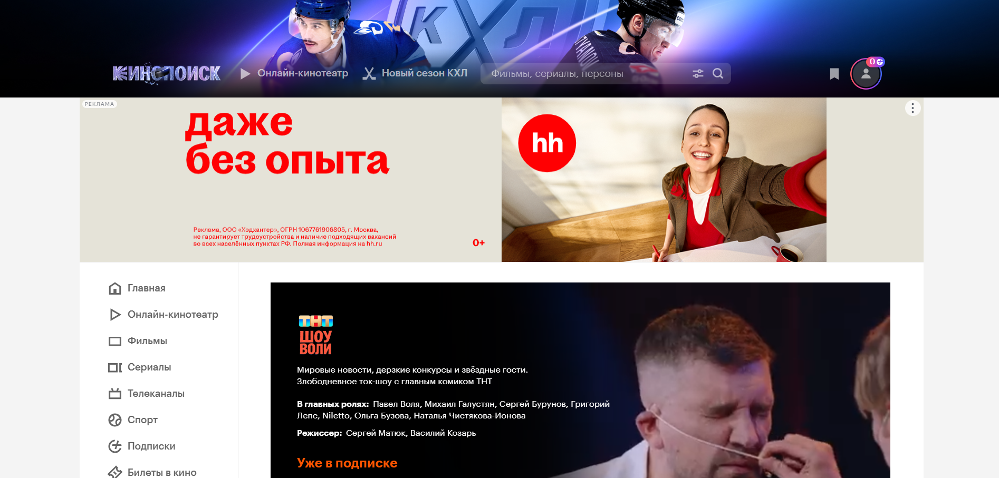 КХЛ
TYANOV
CCM
КИНОПОИСК
Онлайн-кинотеатр
Новый сезон КХЛ
Фильмы, сериалы, персоны
0
РЕКЛАМА
даже
без опыта
hh
Реклама, ООО «Хэдхантер», ОГРН 1067761906805, г. Москва,
не гарантирует трудоустройства и наличие подходящих вакансий
во всех населённых пунктах РФ. Полная информация на hh.ru
0+
Главная
Онлайн-кинотеатр
Фильмы
Сериалы
Телеканалы
Спорт
Подписки
Билеты в кино
ТНТ
ШОУ
ВОЛИ
Мировые новости, дерзкие конкурсы и звёздные гости.
Злободневное ток-шоу с главным комиком ТНТ
В главных ролях: Павел Воля, Михаил Галустян, Сергей Бурунов, Григорий
Лепс, Niletto, Ольга Бузова, Наталья Чистякова-Ионова
Режиссер: Сергей Матюк, Василий Козарь
Уже в подписке